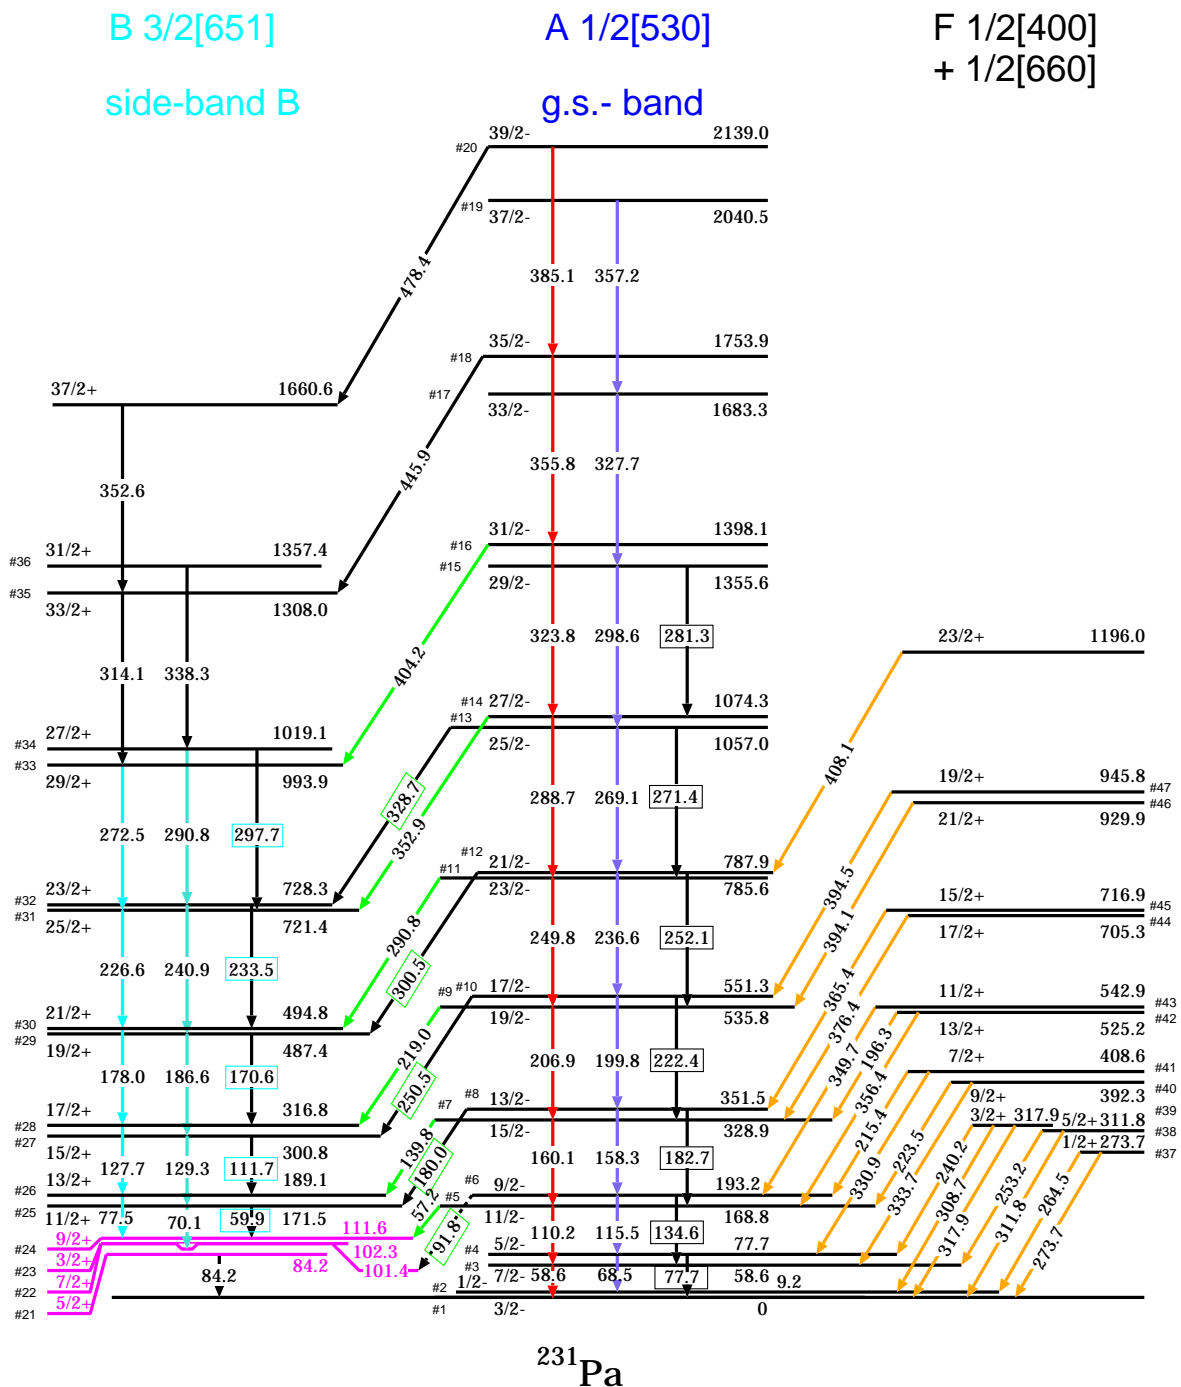 B 3/2[651]
A 1/2[530]
F 1/2[400]
+ 1/2[660]
side-band B
g.s.- band
#20 39/2- 2139.0
#19 37/2- 2040.5
478.4
385.1 357.2
#18 35/2- 1753.9
37/2+ 1660.6
#17 33/2- 1683.3
445.9
352.6
355.8 327.7
#16 31/2- 1398.1
#36 31/2+ 1357.4
#15 29/2- 1355.6
#35 33/2+ 1308.0
314.1 338.3
404.2
323.8 298.6 281.3
23/2+ 1196.0
#14 27/2- 1074.3
#13 25/2- 1057.0
#34 27/2+ 1019.1
#33 29/2+ 993.9
408.1
328.7
352.9
288.7 269.1 271.4
19/2+ 945.8 #47
21/2+ 929.9 #46
272.5 290.8 297.7
#12 21/2- 787.9
#11 23/2- 785.6
#32 23/2+ 728.3
#31 25/2+ 721.4
394.5
394.1
15/2+ 716.9 #45
17/2+ 705.3 #44
226.6 240.9 233.5
290.8
300.5
249.8 236.6 252.1
#10 17/2- 551.3
#9 19/2- 535.8
365.4
376.4
11/2+ 542.9 #43
13/2+ 525.2 #42
#30 21/2+ 494.8
#29 19/2+ 487.4
178.0 186.6 170.6
219.0
250.5
206.9 199.8 222.4
349.7
196.3
356.4
7/2+ 408.6 #41
9/2+ 392.3 #40
#28 17/2+ 316.8
#27 15/2+ 300.8
#8 13/2- 351.5
#7 15/2- 328.9
3/2+ 317.9 #39
5/2+ 311.8 #38
1/2+ 273.7 #37
127.7 129.3 111.7
139.8
180.0
160.1 158.3 182.7
215.4
330.9
223.5
333.7
240.2
308.7
317.9
253.2
311.8
264.5
273.7
#26 13/2+ 189.1
#25 11/2+ 171.5
#6 9/2- 193.2
#5 11/2- 168.8
77.5 70.1 59.9
57.2
91.8
110.2 115.5 134.6
#24 9/2+ 111.6
#23 3/2+ 102.3
84.2
101.4
#22 7/2+
#21 5/2+
84.2
#4 5/2- 77.7
#3 7/2- 58.6
58.6 68.5 77.7
#2 1/2- 9.2
#1 3/2- 0
231Pa